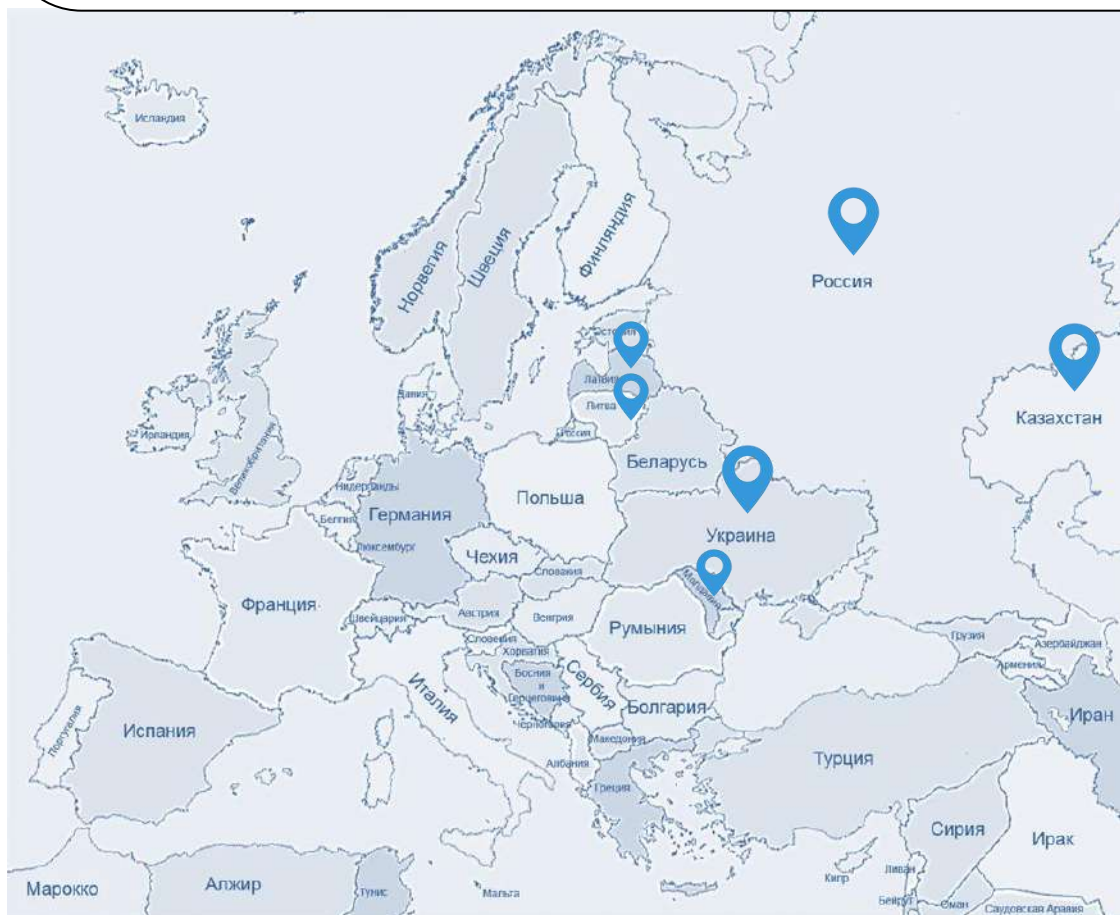 Исландия
Норвегия
Швеция
Финляндия
Россия
Латвия
Литва
Россия
Дания
Казахстан
Ирландия
Великобритания
Беларусь
Нидерланды
Польша
Германия
Бельгия
Украина
Люксембург
Чехия
Словакия
Молдавия
Франция
Австрия
Венгрия
Швейцария
Румыния
Словения
Хорватия
Грузия
Азербайджан
Армения
Босния
и
Герцеговина
Сербия
Италия
Болгария
Иран
Португалия
Испания
Черногория
Македония
Албания
Турция
Греция
Сирия
Ирак
Марокко
Алжир
Тунис
Мальта
Кипр
Ливан
Бейрут
Оман
Саудовская Аравия